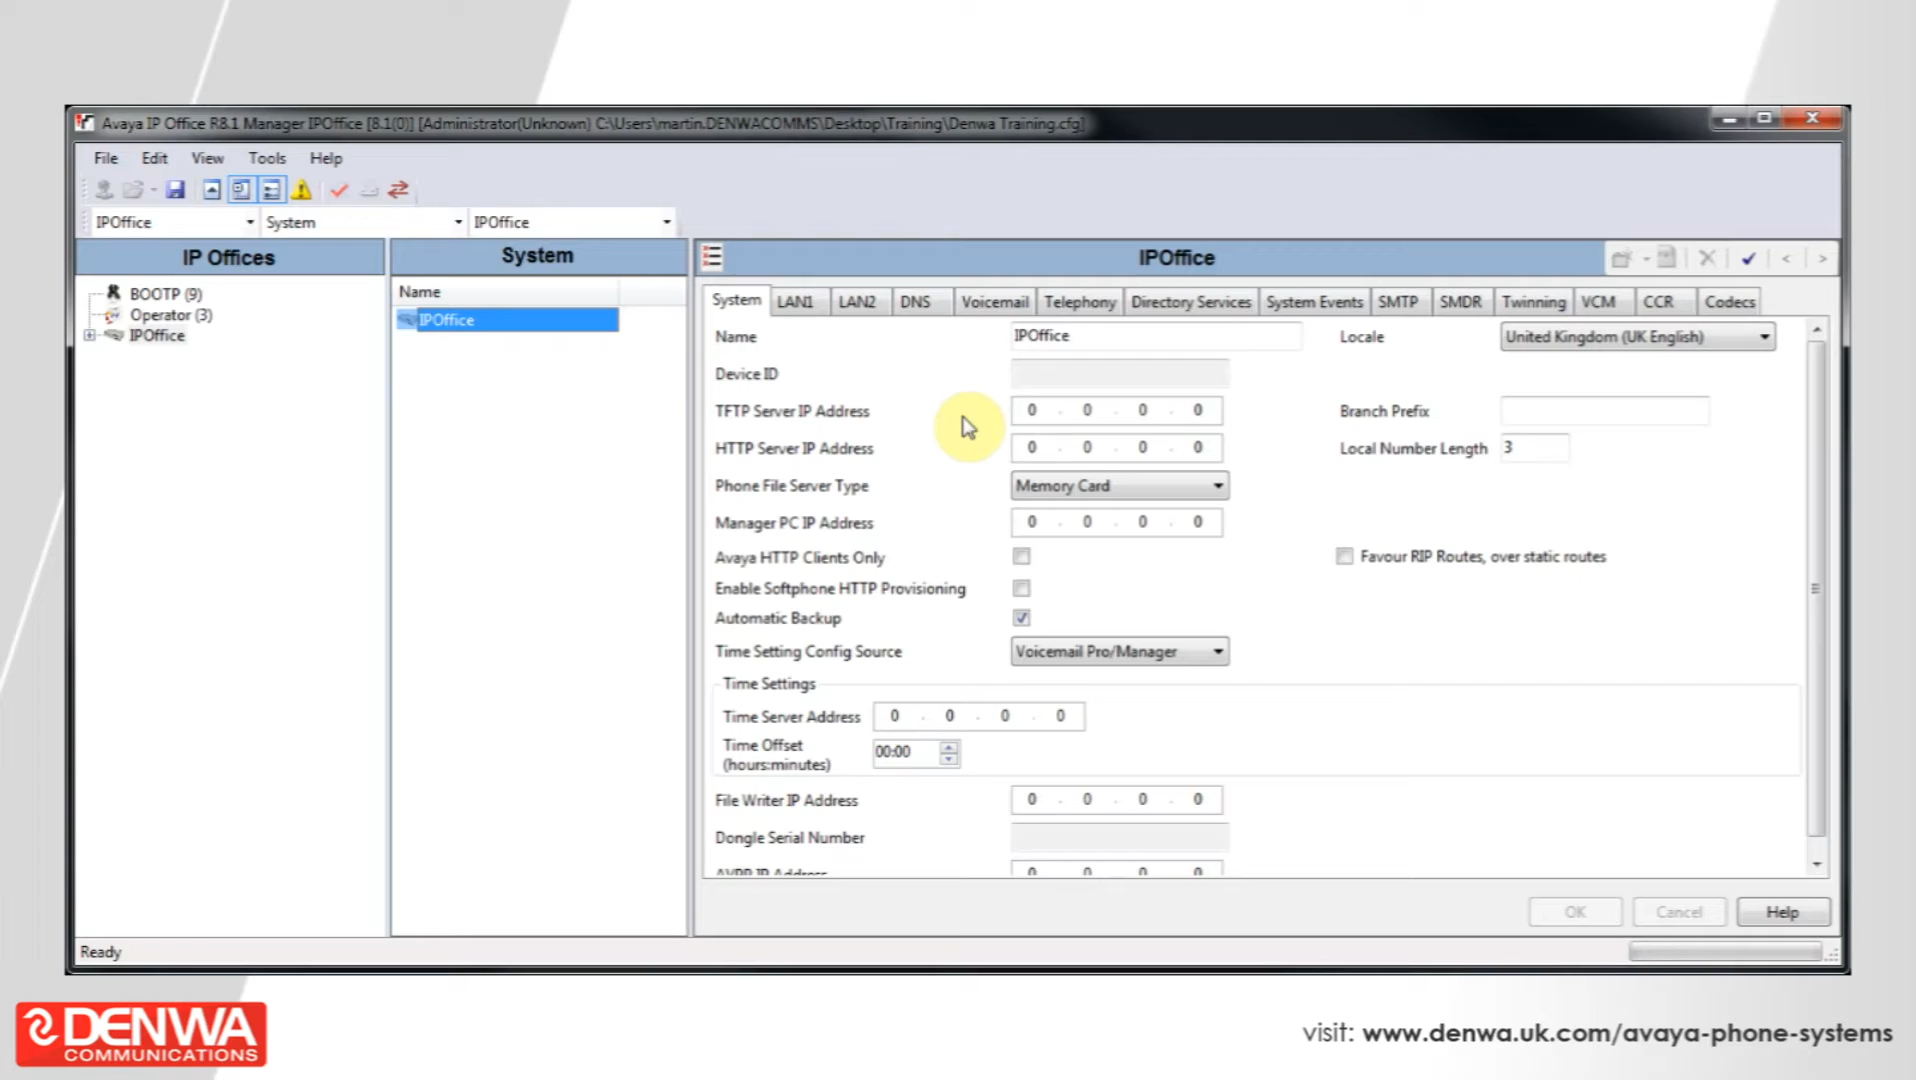 Avaya IP Office R8.1 Manager IPOffice [8.1(0)] [Administrator(Unknown) C:\Users\martin.DENWACOMMS\Desktop\Training\Denwa Training.cfg]
File Edit View Tools Help
IPOffice System IPOffice
IP Offices System IPOffice
BOOTP (9)
Operator (3)
IPOffice
Name
IPOffice
System LAN1 LAN2 DNS Voicemail Telephony Directory Services System Events SMTP SMDR Twinning VCM CCR Codecs
Name IPOffice Locale United Kingdom (UK English)
Device ID
TFTP Server IP Address 0 . 0 . 0 . 0 Branch Prefix
HTTP Server IP Address 0 . 0 . 0 . 0 Local Number Length 3
Phone File Server Type Memory Card
Manager PC IP Address 0 . 0 . 0 . 0
Avaya HTTP Clients Only Favour RIP Routes, over static routes
Enable Softphone HTTP Provisioning
Automatic Backup
Time Setting Config Source Voicemail Pro/Manager
Time Settings
Time Server Address 0 . 0 . 0 . 0
Time Offset
(hours:minutes) 00:00
File Writer IP Address 0 . 0 . 0 . 0
Dongle Serial Number
AVPP IP Address 0 0 0 0
OK Cancel Help
Ready
DENWA
COMMUNICATIONS
visit: www.denwa.uk.com/avaya-phone-systems